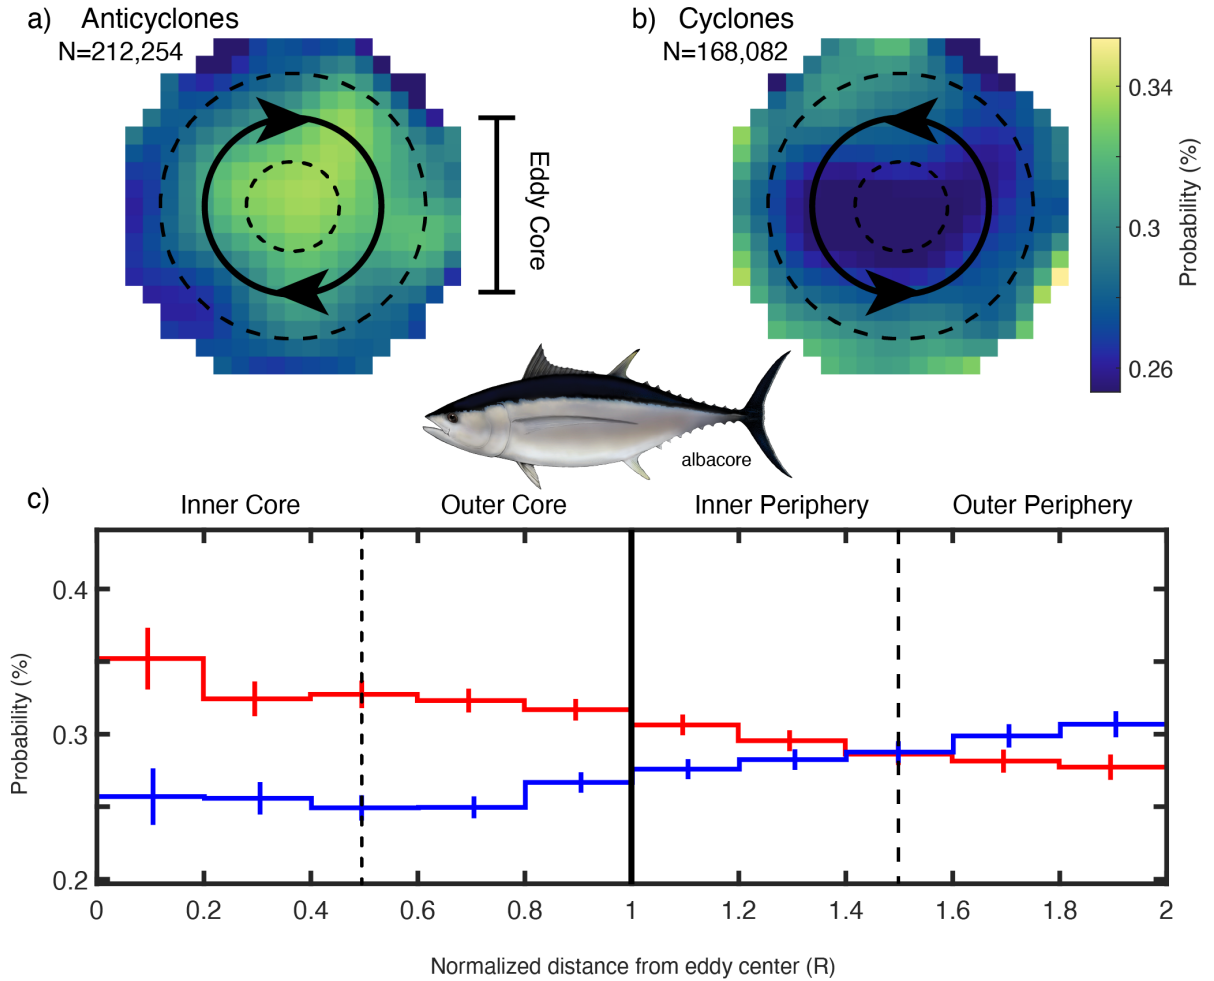 a) Anticyclones
N=212,254
b) Cyclones
N=168,082
Eddy Core
0.34
0.3
0.26
Probability (%)
albacore
c)
Inner Core
Outer Core
Inner Periphery
Outer Periphery
0.4
0.3
0.2
Probability (%)
0 0.2 0.4 0.6 0.8 1 1.2 1.4 1.6 1.8 2
Normalized distance from eddy center (R)